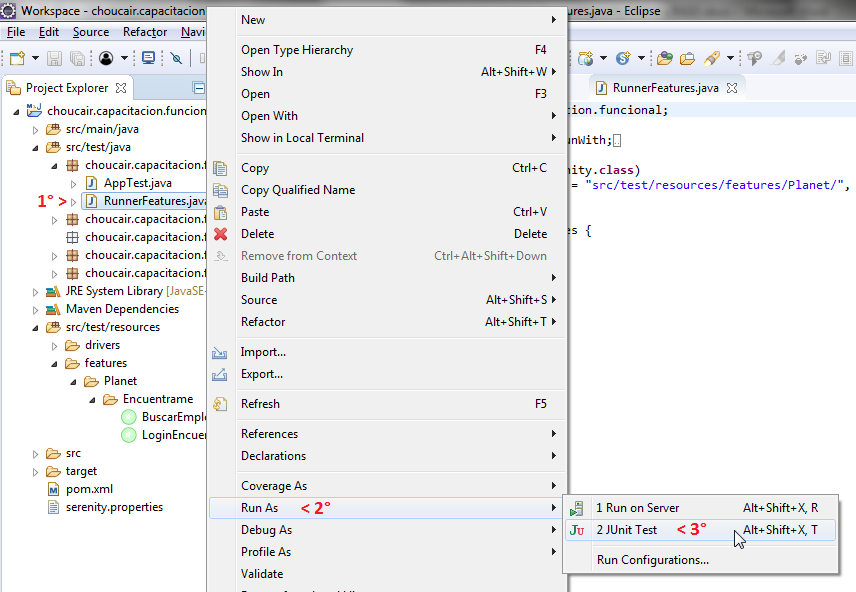 Workspace - choucair.capacitacion
ures.java - Eclipse
File Edit Source Refactor Navi
Project Explorer
choucair.capacitacion.funcion
src/main/java
src/test/java
choucair.capacitacion.f
AppTest.java
1° > RunnerFeatures.java
choucair.capacitacion.f
choucair.capacitacion.f
choucair.capacitacion.f
choucair.capacitacion.f
JRE System Library [JavaSE-
Maven Dependencies
src/test/resources
drivers
features
Planet
Encuentrame
BuscarEmple
LoginEncuer
src
target
pom.xml
serenity.properties
New
Open Type Hierarchy F4
Show In Alt+Shift+W
Open F3
Open With
Show in Local Terminal
Copy Ctrl+C
Copy Qualified Name
Paste Ctrl+V
Delete Delete
Remove from Context Ctrl+Alt+Shift+Down
Build Path
Source Alt+Shift+S
Refactor Alt+Shift+T
Import...
Export...
Refresh F5
References
Declarations
Coverage As
Run As < 2°
Debug As
Profile As
Validate
1 Run on Server Alt+Shift+X, R
2 JUnit Test < 3° Alt+Shift+X, T
Run Configurations...
RunnerFeatures.java
ion.funcional;
unWith;
ity.class)
= "src/test/resources/features/Planet/",
es {